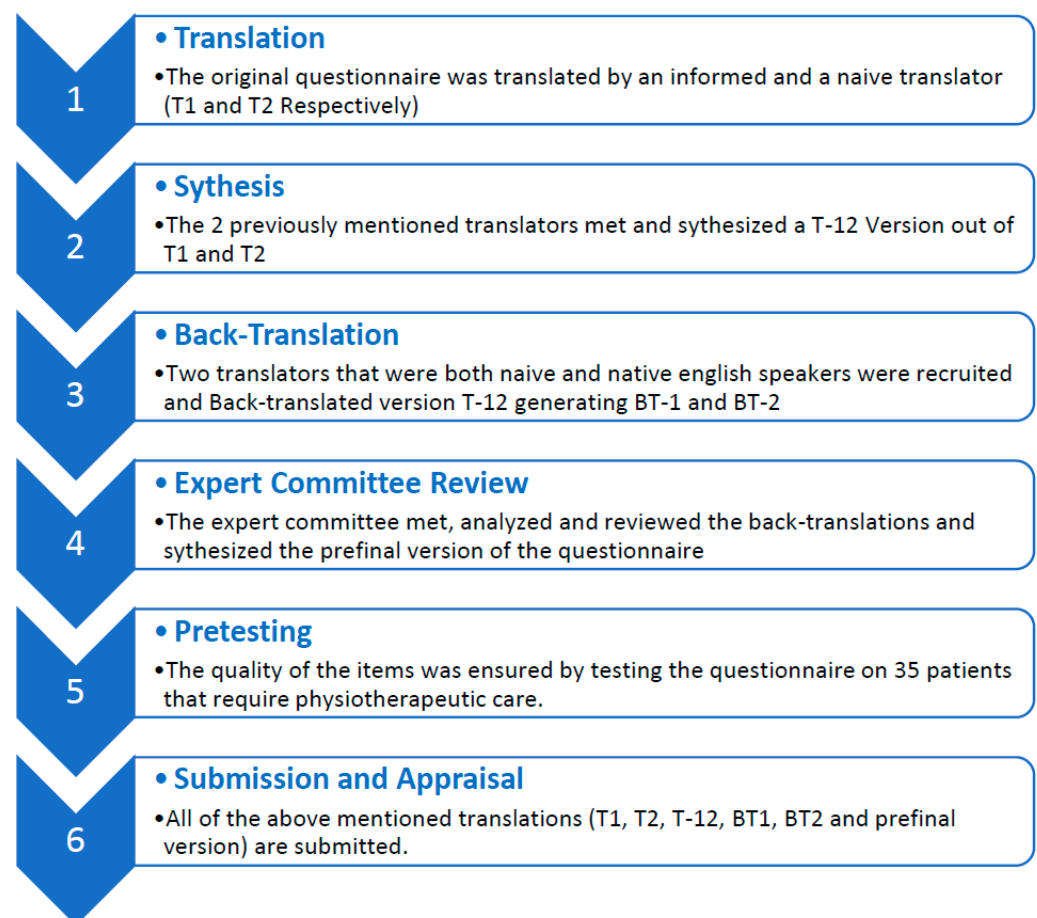 1
• Translation
•The original questionnaire was translated by an informed and a naive translator
(T1 and T2 Respectively)
2
• Sythesis
•The 2 previously mentioned translators met and sythesized a T-12 Version out of
T1 and T2
3
• Back-Translation
•Two translators that were both naive and native english speakers were recruited
and Back-translated version T-12 generating BT-1 and BT-2
4
• Expert Committee Review
•The expert committee met, analyzed and reviewed the back-translations and
sythesized the prefinal version of the questionnaire
5
• Pretesting
•The quality of the items was ensured by testing the questionnaire on 35 patients
that require physiotherapeutic care.
6
• Submission and Appraisal
•All of the above mentioned translations (T1, T2, T-12, BT1, BT2 and prefinal
version) are submitted.